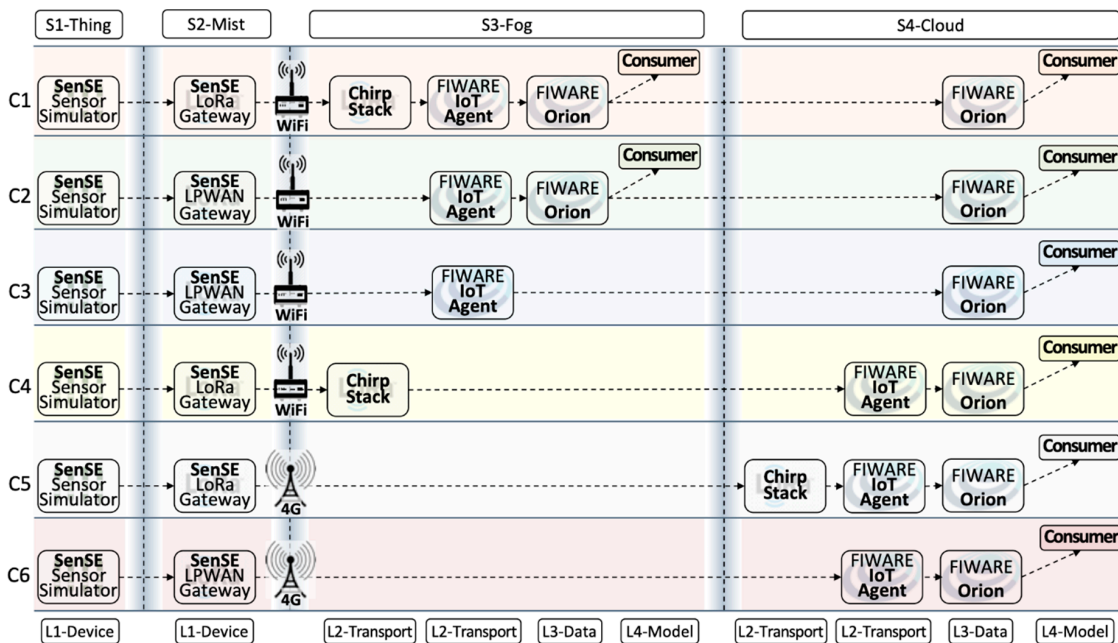 S1-Thing S2-Mist S3-Fog S4-Cloud
Consumer Consumer
C1 SenSE Sensor Simulator SenSE LoRa Gateway WiFi Chirp Stack FIWARE IoT Agent FIWARE Orion FIWARE Orion
Consumer Consumer
C2 SenSE Sensor Simulator SenSE LPWAN Gateway WiFi FIWARE IoT Agent FIWARE Orion FIWARE Orion
Consumer
C3 SenSE Sensor Simulator SenSE LPWAN Gateway WiFi FIWARE IoT Agent FIWARE Orion
Consumer
C4 SenSE Sensor Simulator SenSE LoRa Gateway WiFi Chirp Stack FIWARE IoT Agent FIWARE Orion
Consumer
C5 SenSE Sensor Simulator SenSE LoRa Gateway 4G Chirp Stack FIWARE IoT Agent FIWARE Orion
Consumer
C6 SenSE Sensor Simulator SenSE LPWAN Gateway 4G FIWARE IoT Agent FIWARE Orion
L1-Device L1-Device L2-Transport L2-Transport L3-Data L4-Model L2-Transport L2-Transport L3-Data L4-Model